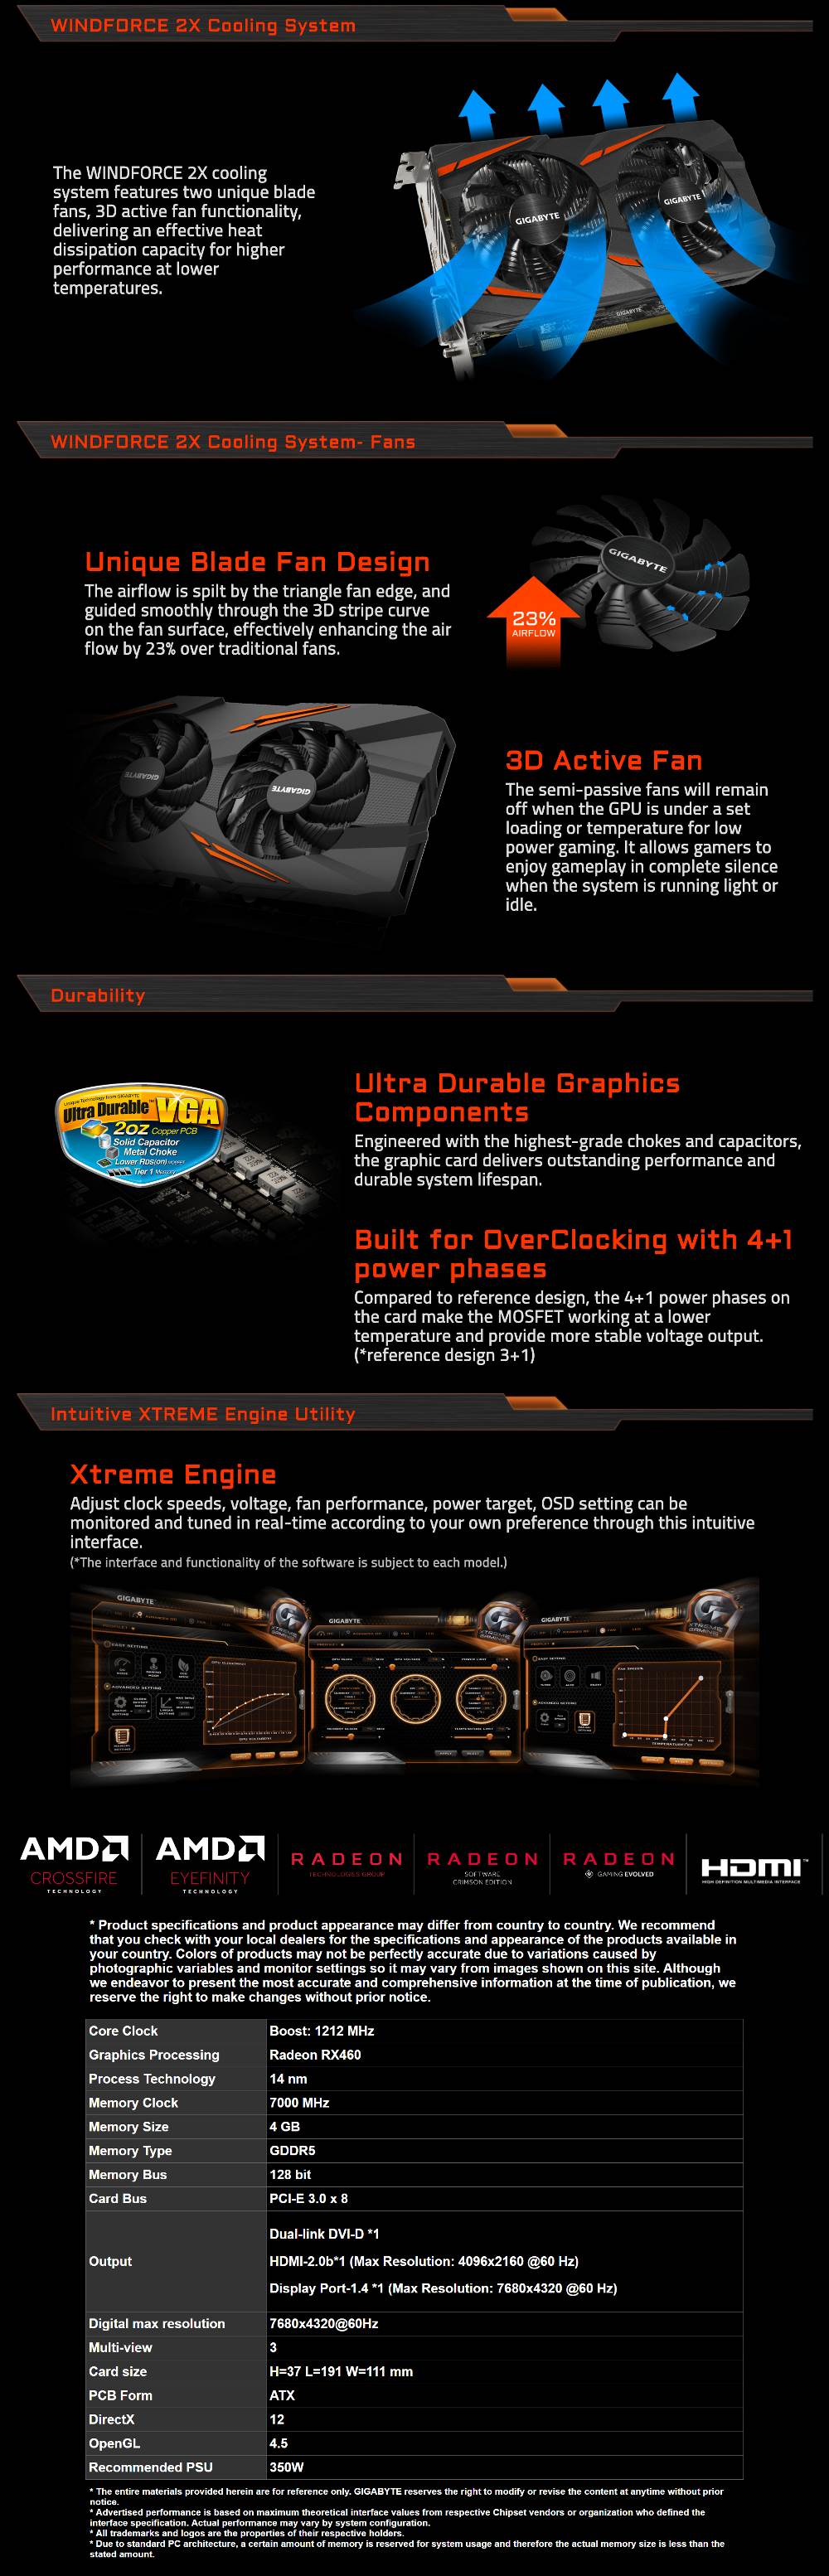 WINDFORCE 2X Cooling System
The WINDFORCE 2X cooling
system features two unique blade
fans, 3D active fan functionality,
delivering an effective heat
dissipation capacity for higher
performance at lower
temperatures.
GIGABYTE
GIGABYTE
GIGABYTE
WINDFORCE 2X Cooling System- Fans
Unique Blade Fan Design
The airflow is spilt by the triangle fan edge, and
guided smoothly through the 3D stripe curve
on the fan surface, effectively enhancing the air
flow by 23% over traditional fans.
GIGABYTE
23%
AIRFLOW
GIGABYTE
GIGABYTE
3D Active Fan
The semi-passive fans will remain
off when the GPU is under a set
loading or temperature for low
power gaming. It allows gamers to
enjoy gameplay in complete silence
when the system is running light or
idle.
Durability
Unique Technology from GIGABYTE
Ultra Durable™ VGA
2oz Copper PCB
Solid Capacitor
Metal Choke
Lower RDS(on) MOSFET
Tier 1 Memory
Ultra Durable Graphics
Components
Engineered with the highest-grade chokes and capacitors,
the graphic card delivers outstanding performance and
durable system lifespan.
Built for OverClocking with 4+1
power phases
Compared to reference design, the 4+1 power phases on
the card make the MOSFET working at a lower
temperature and provide more stable voltage output.
(*reference design 3+1)
Intuitive XTREME Engine Utility
Xtreme Engine
Adjust clock speeds, voltage, fan performance, power target, OSD setting can be
monitored and tuned in real-time according to your own preference through this intuitive
interface.
(*The interface and functionality of the software is subject to each model.)
GIGABYTE
XTREME GAMING
EASY SETTING
ADVANCED SETTING
GIGABYTE
XTREME GAMING
GIGABYTE
XTREME GAMING
EASY SETTING
ADVANCED SETTING
AMD
CROSSFIRE
TECHNOLOGY
AMD
EYEFINITY
TECHNOLOGY
RADEON
TECHNOLOGIES GROUP
RADEON
SOFTWARE
CRIMSON EDITION
RADEON
GAMING EVOLVED
HDMI™
HIGH DEFINITION MULTIMEDIA INTERFACE
* Product specifications and product appearance may differ from country to country. We recommend
that you check with your local dealers for the specifications and appearance of the products available in
your country. Colors of products may not be perfectly accurate due to variations caused by
photographic variables and monitor settings so it may vary from images shown on this site. Although
we endeavor to present the most accurate and comprehensive information at the time of publication, we
reserve the right to make changes without prior notice.
Core Clock Boost: 1212 MHz
Graphics Processing Radeon RX460
Process Technology 14 nm
Memory Clock 7000 MHz
Memory Size 4 GB
Memory Type GDDR5
Memory Bus 128 bit
Card Bus PCI-E 3.0 x 8
Output Dual-link DVI-D *1
HDMI-2.0b*1 (Max Resolution: 4096x2160 @60 Hz)
Display Port-1.4 *1 (Max Resolution: 7680x4320 @60 Hz)
Digital max resolution 7680x4320@60Hz
Multi-view 3
Card size H=37 L=191 W=111 mm
PCB Form ATX
DirectX 12
OpenGL 4.5
Recommended PSU 350W
* The entire materials provided herein are for reference only. GIGABYTE reserves the right to modify or revise the content at anytime without prior
notice.
* Advertised performance is based on maximum theoretical interface values from respective Chipset vendors or organization who defined the
interface specification. Actual performance may vary by system configuration.
* All trademarks and logos are the properties of their respective holders.
* Due to standard PC architecture, a certain amount of memory is reserved for system usage and therefore the actual memory size is less than the
stated amount.